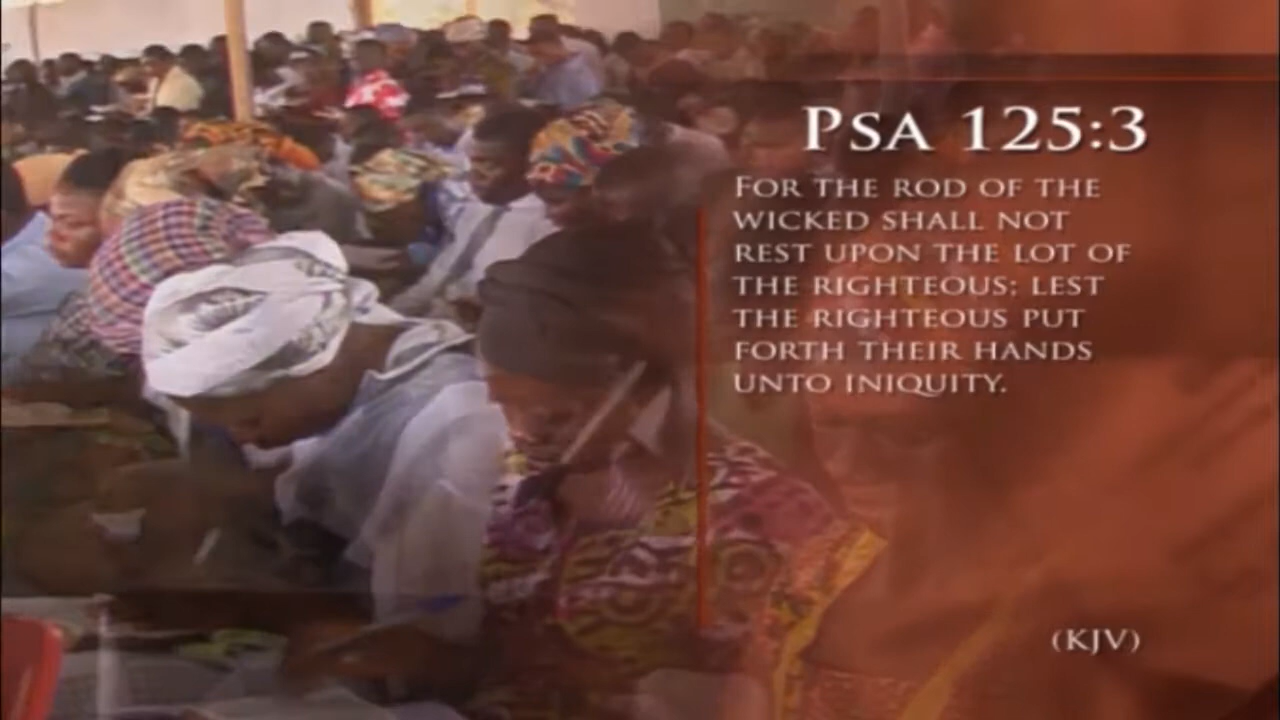 PSA 125:3
FOR THE ROD OF THE
WICKED SHALL NOT
REST UPON THE LOT OF
THE RIGHTEOUS; LEST
THE RIGHTEOUS PUT
FORTH THEIR HANDS
UNTO INIQUITY.
(KJV)